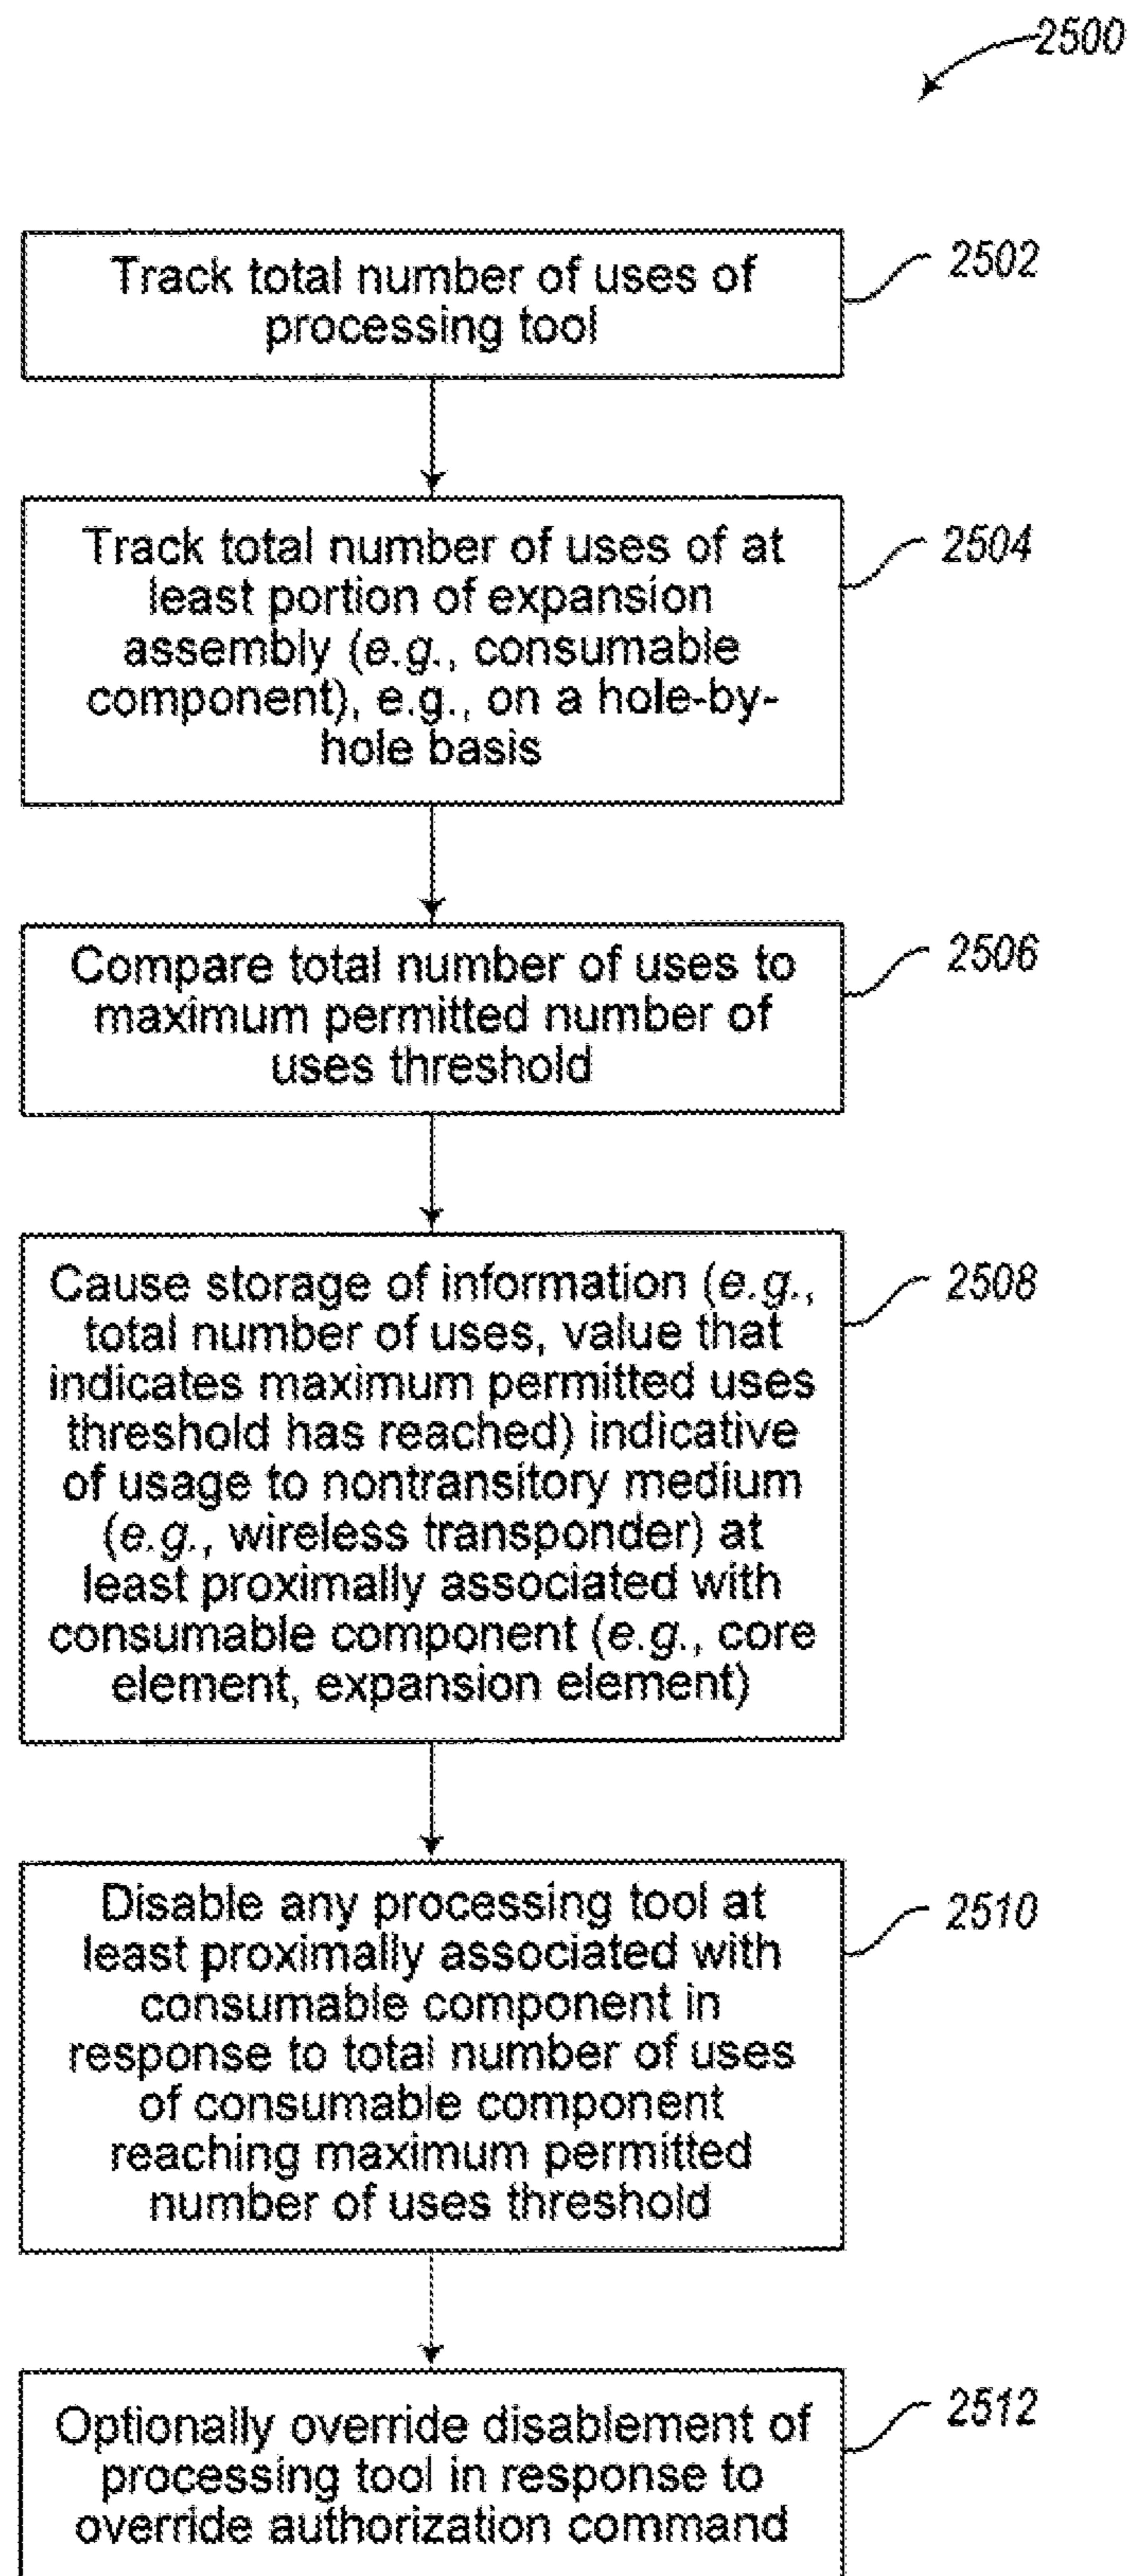 2500
Track total number of uses of
processing tool
2502
Track total number of uses of at
least portion of expansion
assembly (e.g., consumable
component), e.g., on a hole-by-
hole basis
2504
Compare total number of uses to
maximum permitted number of
uses threshold
2506
Cause storage of information (e.g.,
total number of uses, value that
indicates maximum permitted uses
threshold has reached) indicative
of usage to nontransitory medium
(e.g., wireless transponder) at
least proximally associated with
consumable component (e.g., core
element, expansion element)
2508
Disable any processing tool at
least proximally associated with
consumable component in
response to total number of uses
of consumable component
reaching maximum permitted
number of uses threshold
2510
Optionally override disablement of
processing tool in response to
override authorization command
2512